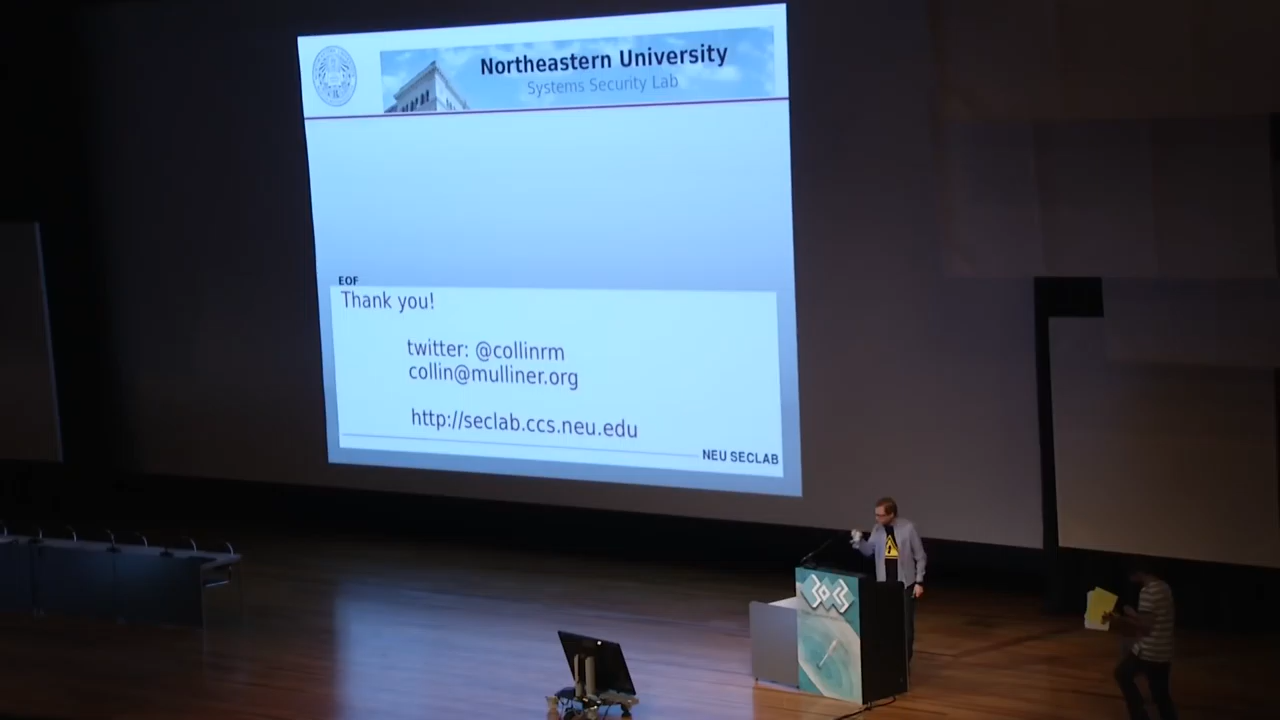 Northeastern University
Systems Security Lab
EOF
Thank you!
twitter: @collinrm
collin@mulliner.org
http://seclab.ccs.neu.edu
NEU SECLAB
30C3